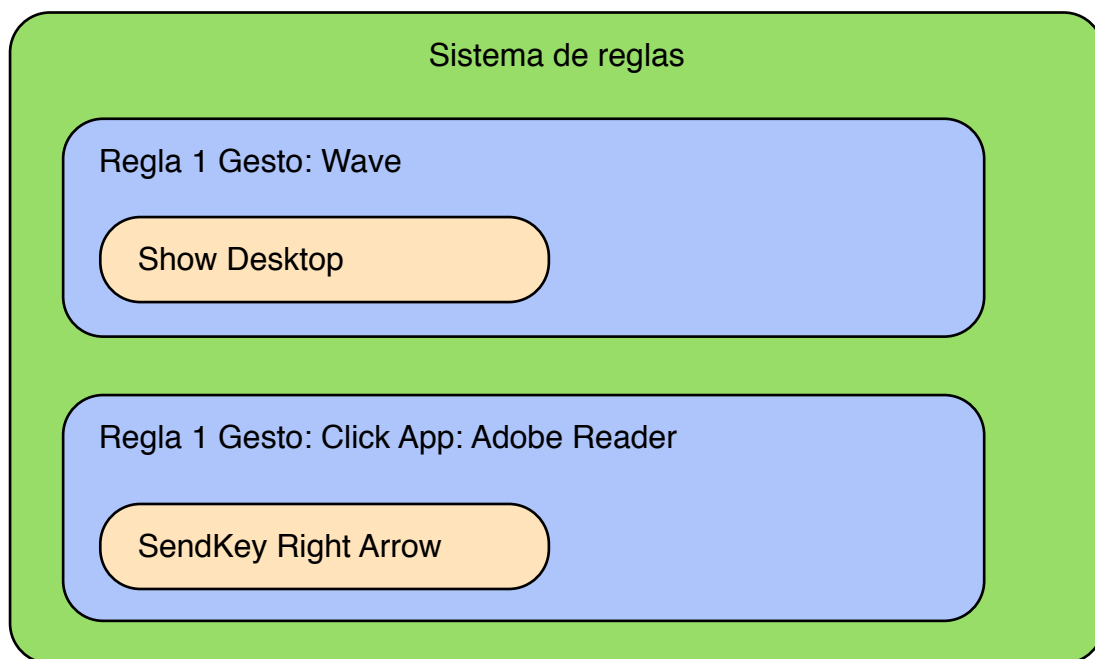 Sistema de reglas
Regla 1 Gesto: Wave
Show Desktop
Regla 1 Gesto: Click App: Adobe Reader
SendKey Right Arrow